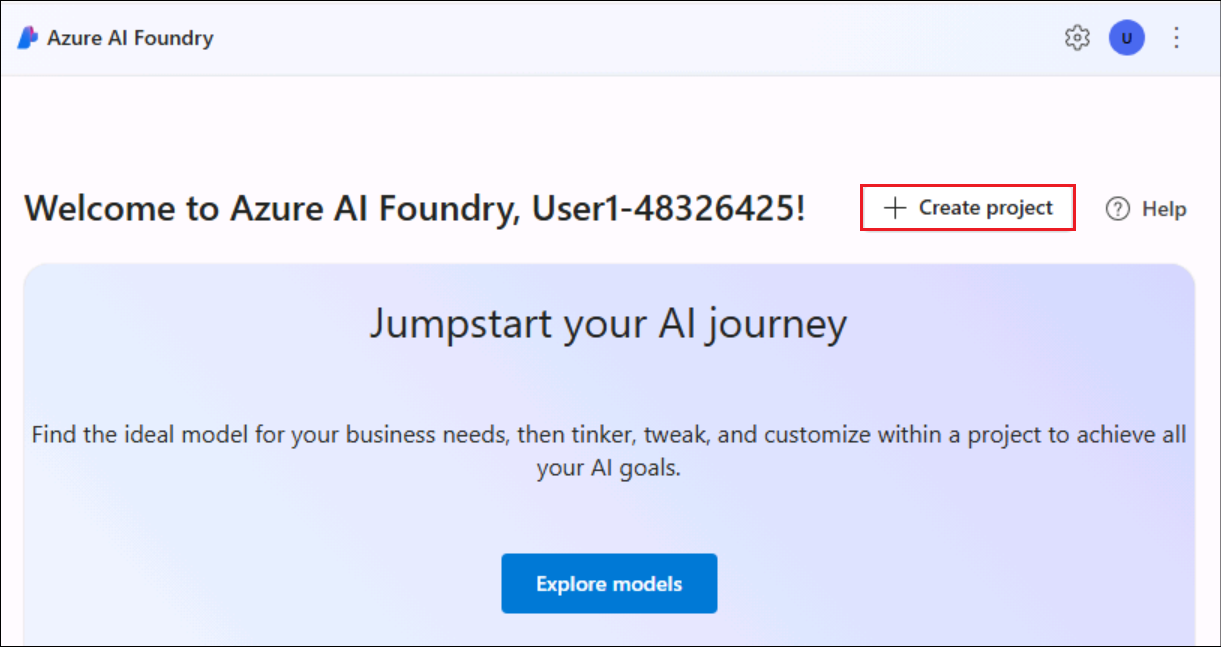 Azure AI Foundry
U
Welcome to Azure AI Foundry, User1-48326425!
Create project
Help
Jumpstart your AI journey
Find the ideal model for your business needs, then tinker, tweak, and customize within a project to achieve all
your AI goals.
Explore models